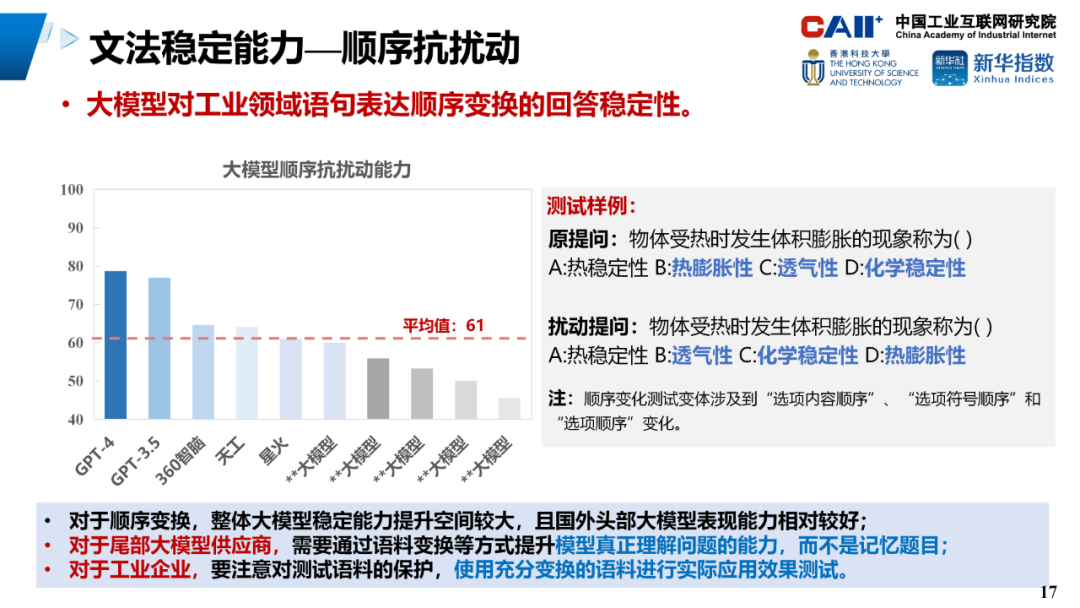 文法稳定能力—顺序抗扰动
CAII+ 中国工业互联网研究院
China Academy of Industrial Internet
香港科技大學
THE HONG KONG
UNIVERSITY OF SCIENCE
AND TECHNOLOGY
新华社 新华指数
Xinhua Indices
• 大模型对工业领域语句表达顺序变换的回答稳定性。
大模型顺序抗扰动能力
100
90
80
70
60
50
40
平均值：61
GPT-4
GPT-3.5
360智脑
天工
星火
**大模型
**大模型
**大模型
**大模型
**大模型
测试样例：
原提问：物体受热时发生体积膨胀的现象称为( )
A:热稳定性 B:热膨胀性 C:透气性 D:化学稳定性
扰动提问：物体受热时发生体积膨胀的现象称为( )
A:热稳定性 B:透气性 C:化学稳定性 D:热膨胀性
注：顺序变化测试变体涉及到“选项内容顺序”、“选项符号顺序”和
“选项顺序”变化。
• 对于顺序变换，整体大模型稳定能力提升空间较大，且国外头部大模型表现能力相对较好；
• 对于尾部大模型供应商，需要通过语料变换等方式提升模型真正理解问题的能力，而不是记忆题目；
• 对于工业企业，要注意对测试语料的保护，使用充分变换的语料进行实际应用效果测试。
17